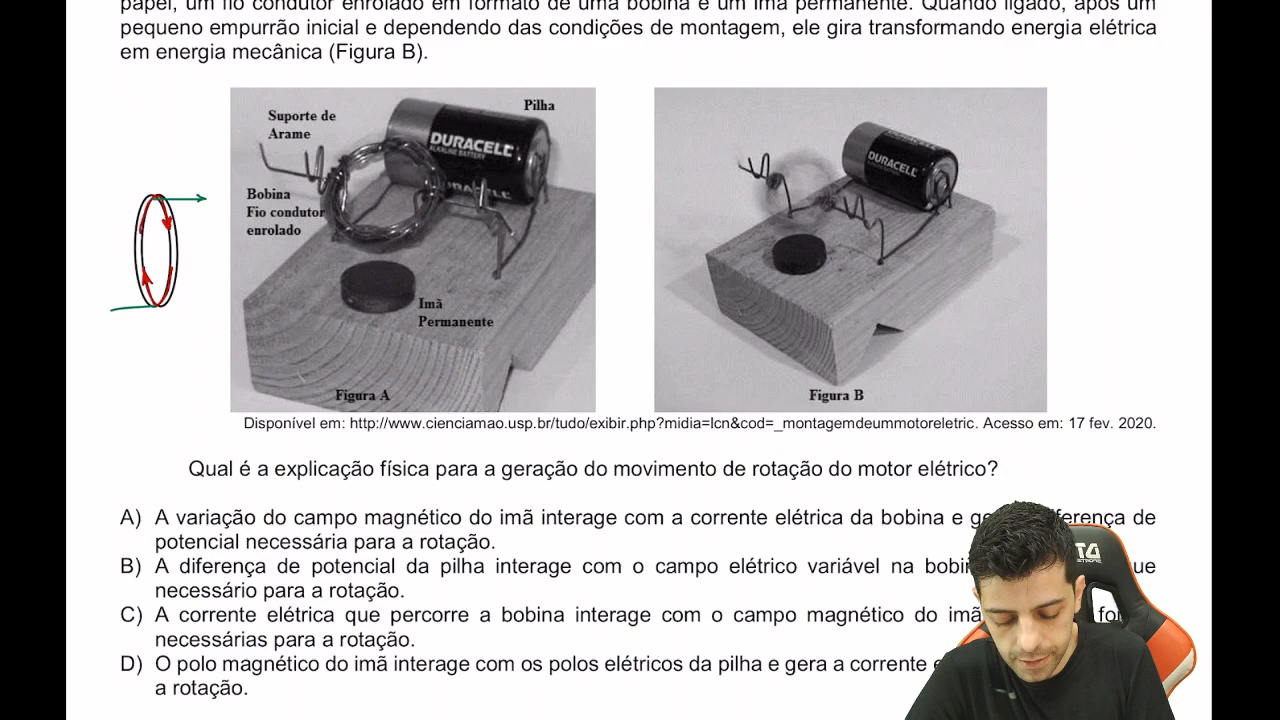 papel, um fio condutor enrolado em formato de uma bobina e um imã permanente. Quando ligado, após um
pequeno empurrão inicial e dependendo das condições de montagem, ele gira transformando energia elétrica
em energia mecânica (Figura B).
Suporte de
Arame
Pilha
DURACELL
ALKALINE BATTERY
Bobina
Fio condutor
enrolado
Imã
Permanente
Figura A
DURACELL
Figura B
Disponível em: http://www.cienciamao.usp.br/tudo/exibir.php?midia=lcn&cod=_montagemdeummotoreletric. Acesso em: 17 fev. 2020.
Qual é a explicação física para a geração do movimento de rotação do motor elétrico?
A) A variação do campo magnético do imã interage com a corrente elétrica da bobina e de
potencial necessária para a rotação.
B) A diferença de potencial da pilha interage com o campo elétrico variável na
necessário para a rotação.
C) A corrente elétrica que percorre a bobina interage com o campo magnético do imã
necessárias para a rotação.
D) O polo magnético do imã interage com os polos elétricos da pilha e gera a corrente
a rotação.